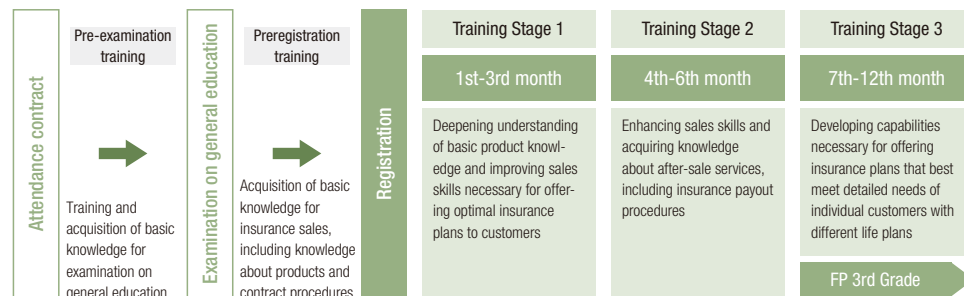 Attendance contract
Pre-examination
training
Training and
acquisition of basic
knowledge for
examination on
general education
Examination on general education
Preregistration
training
Acquisition of basic
knowledge for
insurance sales,
including knowledge
about products and
contract procedures
Registration
Training Stage 1
1st-3rd month
Deepening understanding
of basic product knowl-
edge and improving sales
skills necessary for offer-
ing optimal insurance
plans to customers
Training Stage 2
4th-6th month
Enhancing sales skills and
acquiring knowledge
about after-sale services,
including insurance payout
procedures
Training Stage 3
7th-12th month
Developing capabilities
necessary for offering
insurance plans that best
meet detailed needs of
individual customers with
different life plans
FP 3rd Grade